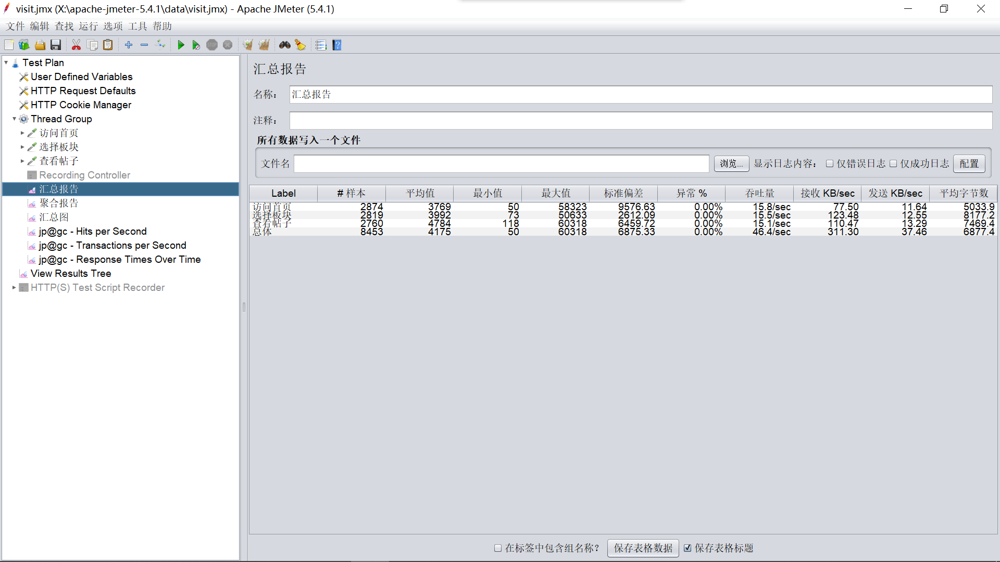 visit.jmx (X:\apache-jmeter-5.4.1\data\visit.jmx) - Apache JMeter (5.4.1)
文件 编辑 查找 运行 选项 工具 帮助
Test Plan
User Defined Variables
HTTP Request Defaults
HTTP Cookie Manager
Thread Group
访问首页
选择板块
查看帖子
Recording Controller
汇总报告
聚合报告
汇总图
jp@gc - Hits per Second
jp@gc - Transactions per Second
jp@gc - Response Times Over Time
View Results Tree
HTTP(S) Test Script Recorder
汇总报告
名称： 汇总报告
注释：
所有数据写入一个文件
文件名 浏览... 显示日志内容： 仅错误日志 仅成功日志 配置
Label # 样本 平均值 最小值 最大值 标准偏差 异常 % 吞吐量 接收 KB/sec 发送 KB/sec 平均字节数
访问首页 2874 3769 50 58323 9576.63 0.00% 15.8/sec 77.50 11.64 5033.9
选择板块 2819 3992 73 50633 2612.09 0.00% 15.5/sec 123.48 12.55 8177.2
查看帖子 2760 4784 118 60318 6459.72 0.00% 15.1/sec 110.47 13.29 7469.4
总体 8453 4175 50 60318 6875.33 0.00% 46.4/sec 311.30 37.46 6877.4
在标签中包含组名称？ 保存表格数据 保存表格标题